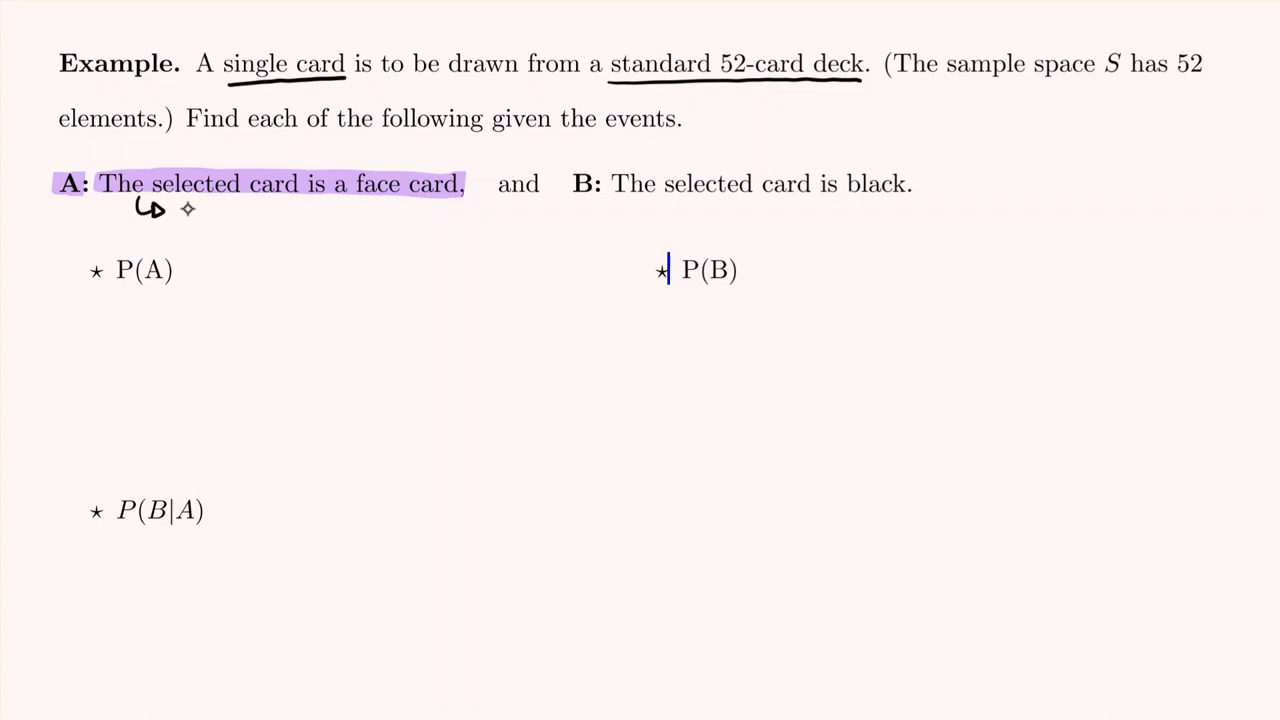 Example. A single card is to be drawn from a standard 52-card deck. (The sample space S has 52
elements.) Find each of the following given the events.
A: The selected card is a face card, and B: The selected card is black.
⋆ P(A) ⋆ P(B)
⋆ P(B|A)